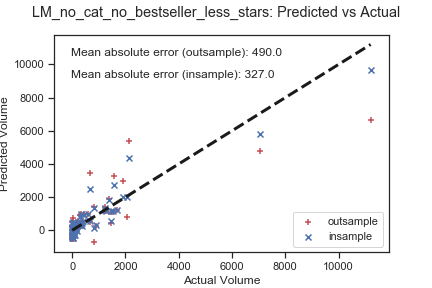 LM_no_cat_no_bestseller_less_stars: Predicted vs Actual
Mean absolute error (outsample): 490.0
Mean absolute error (insample): 327.0
Predicted Volume
10000
8000
6000
4000
2000
0
outsample
insample
0 2000 4000 6000 8000 10000
Actual Volume